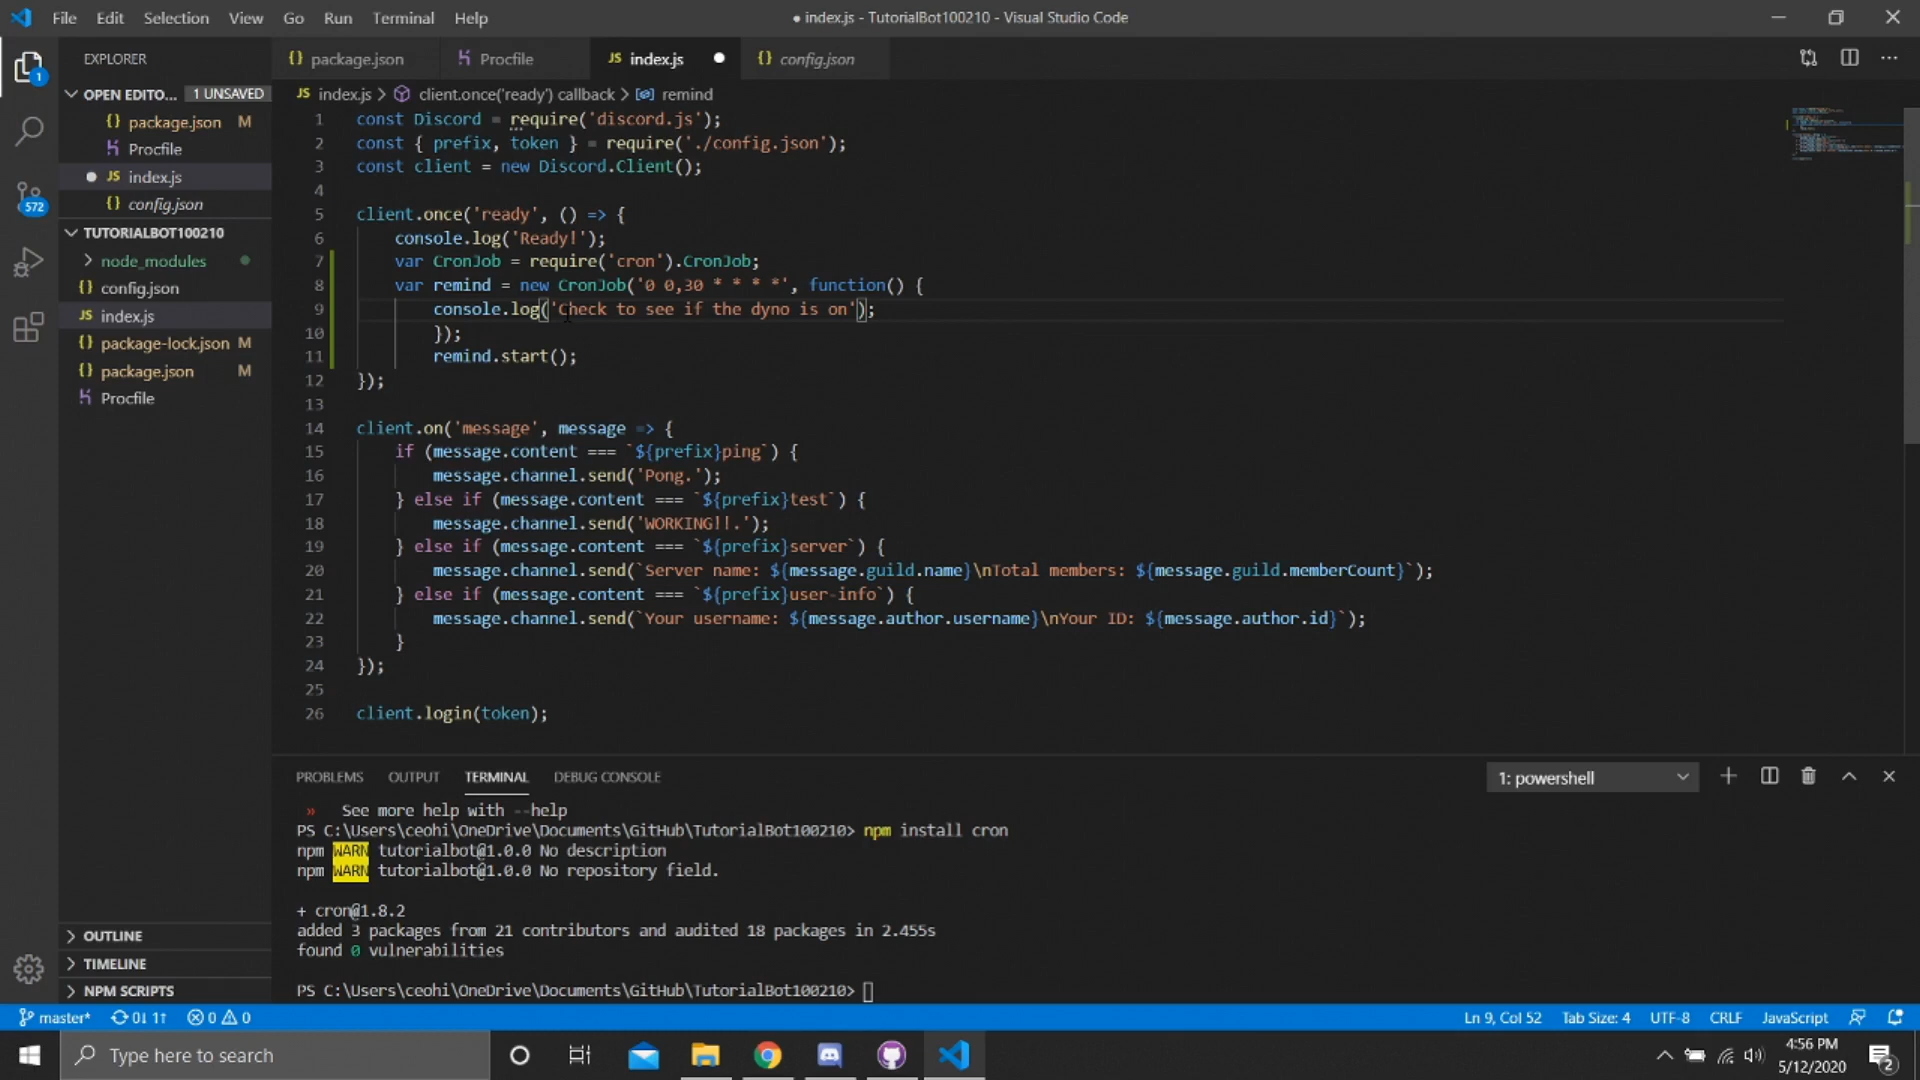 File Edit Selection View Go Run Terminal Help
● index.js - TutorialBot100210 - Visual Studio Code
EXPLORER
package.json
Procfile
JS index.js
config.json
OPEN EDITO... 1 UNSAVED
package.json M
Procfile
JS index.js
config.json
TUTORIALBOT100210
node_modules
config.json
JS index.js
package-lock.json M
package.json M
Procfile
OUTLINE
TIMELINE
NPM SCRIPTS
1
572
JS index.js > client.once('ready') callback > remind
1 const Discord = require('discord.js');
2 const { prefix, token } = require('./config.json');
3 const client = new Discord.Client();
4
5 client.once('ready', () => {
6 console.log('Ready!');
7 var CronJob = require('cron').CronJob;
8 var remind = new CronJob('0 0,30 * * * *', function() {
9 console.log('Check to see if the dyno is on');
10 });
11 remind.start();
12 });
13
14 client.on('message', message => {
15 if (message.content === `${prefix}ping`) {
16 message.channel.send('Pong.');
17 } else if (message.content === `${prefix}test`) {
18 message.channel.send('WORKING!!.');
19 } else if (message.content === `${prefix}server`) {
20 message.channel.send(`Server name: ${message.guild.name}\nTotal members: ${message.guild.memberCount}`);
21 } else if (message.content === `${prefix}user-info`) {
22 message.channel.send(`Your username: ${message.author.username}\nYour ID: ${message.author.id}`);
23 }
24 });
25
26 client.login(token);
PROBLEMS OUTPUT TERMINAL DEBUG CONSOLE
1: powershell
» See more help with --help
PS C:\Users\ceohi\OneDrive\Documents\GitHub\TutorialBot100210> npm install cron
npm WARN tutorialbot@1.0.0 No description
npm WARN tutorialbot@1.0.0 No repository field.
+ cron@1.8.2
added 3 packages from 21 contributors and audited 18 packages in 2.455s
found 0 vulnerabilities
PS C:\Users\ceohi\OneDrive\Documents\GitHub\TutorialBot100210>
master* 0↓ 1↑ 0 0
Ln 9, Col 52 Tab Size: 4 UTF-8 CRLF JavaScript
Type here to search
4:56 PM
5/12/2020
2